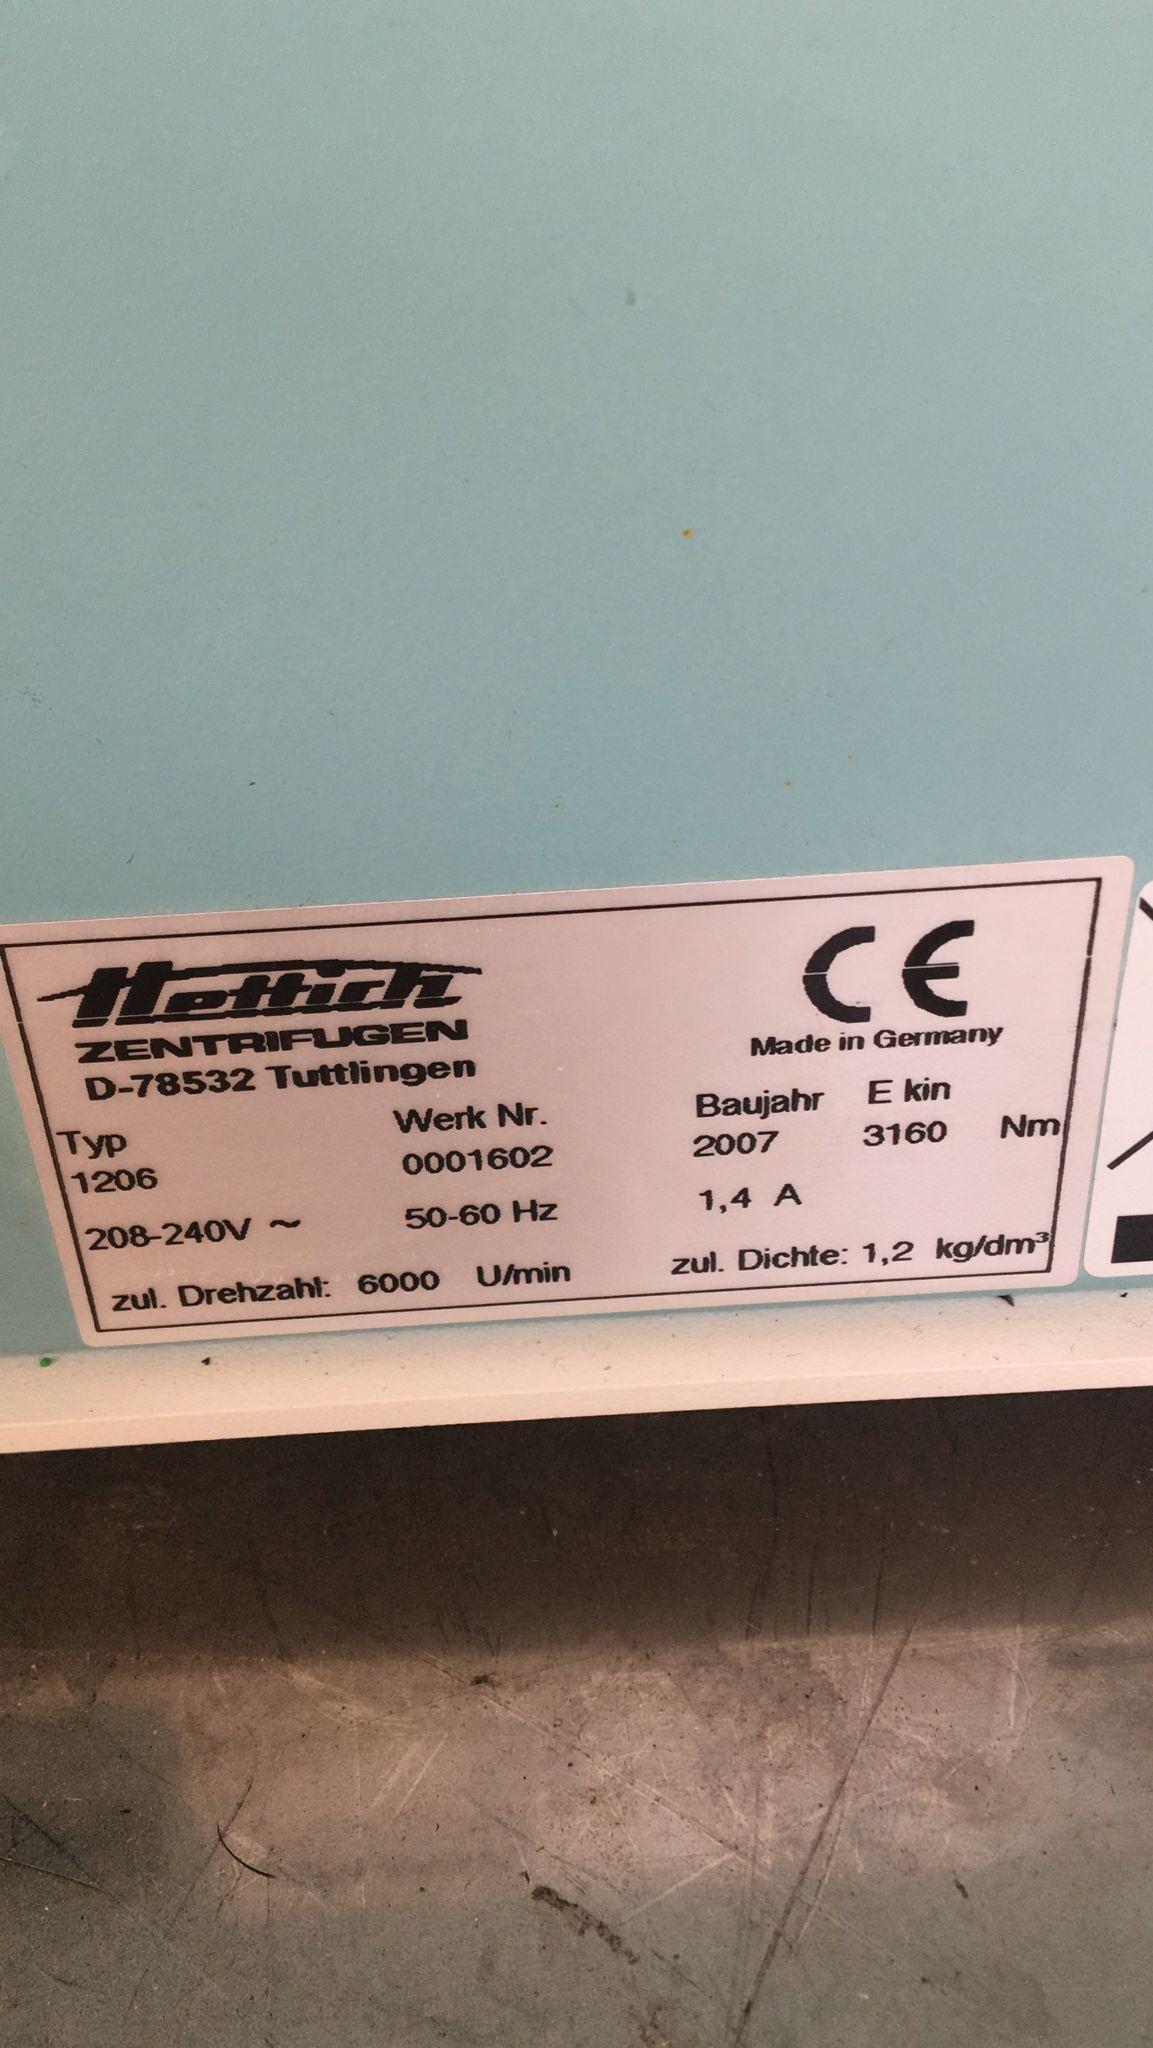 Hettich
ZENTRIFUGEN
D-78532 Tuttlingen
CE
Made in Germany
Typ Werk Nr. Baujahr E kin
1206 0001602 2007 3160 Nm
208-240V ~ 50-60 Hz 1,4 A
zul. Drehzahl: 6000 U/min zul. Dichte: 1,2 kg/dm³